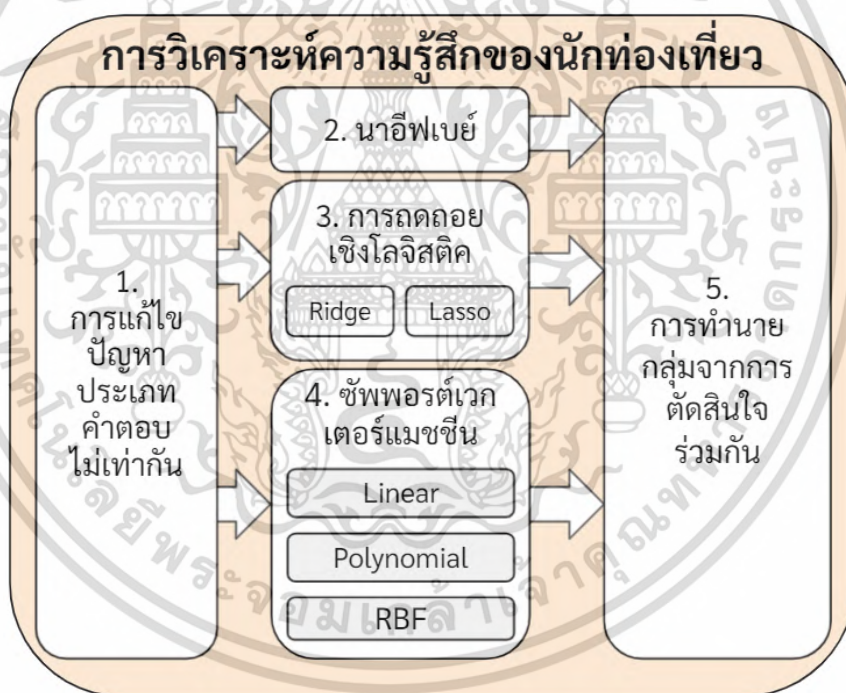 การวิเคราะห์ความรู้สึกของนักท่องเที่ยว
1.
การแก้ไข
ปัญหา
ประเภท
คำตอบ
ไม่เท่ากัน
2. นาอีฟเบย์
3. การถดถอย
เชิงโลจิสติค
Ridge
Lasso
4. ซัพพอรต์เวก
เตอร์แมชชีน
Linear
Polynomial
RBF
5.
การทำนาย
กลุ่มจากการ
ตัดสินใจ
ร่วมกัน